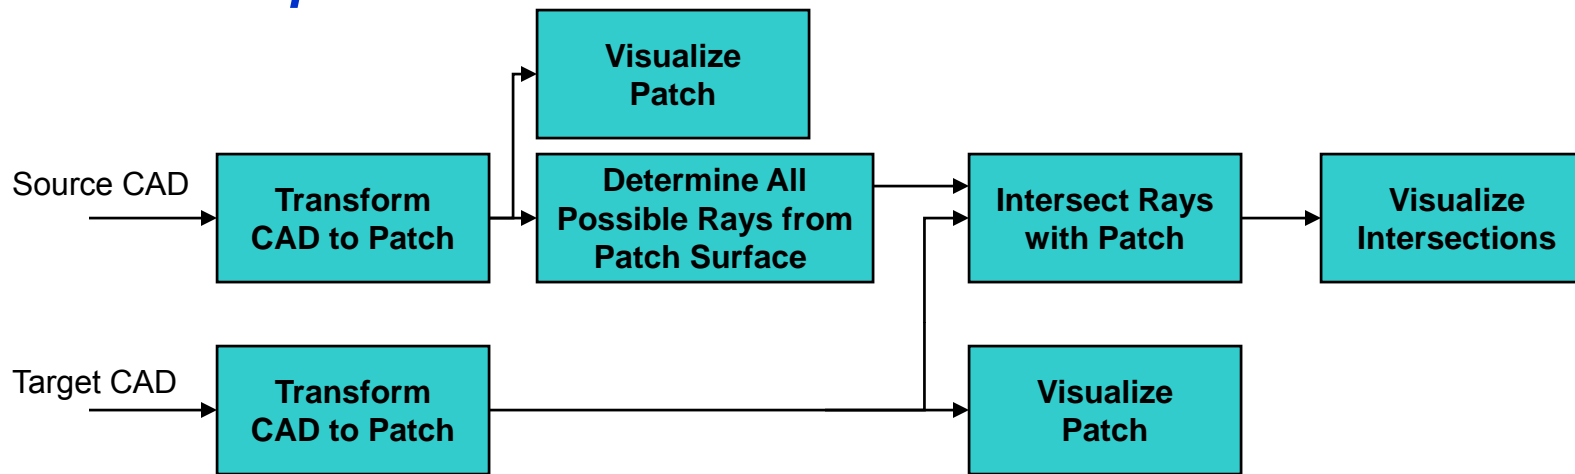 Visualize
Patch
Source CAD
Transform
CAD to Patch
Determine All
Possible Rays from
Patch Surface
Intersect Rays
with Patch
Visualize
Intersections
Target CAD
Transform
CAD to Patch
Visualize
Patch